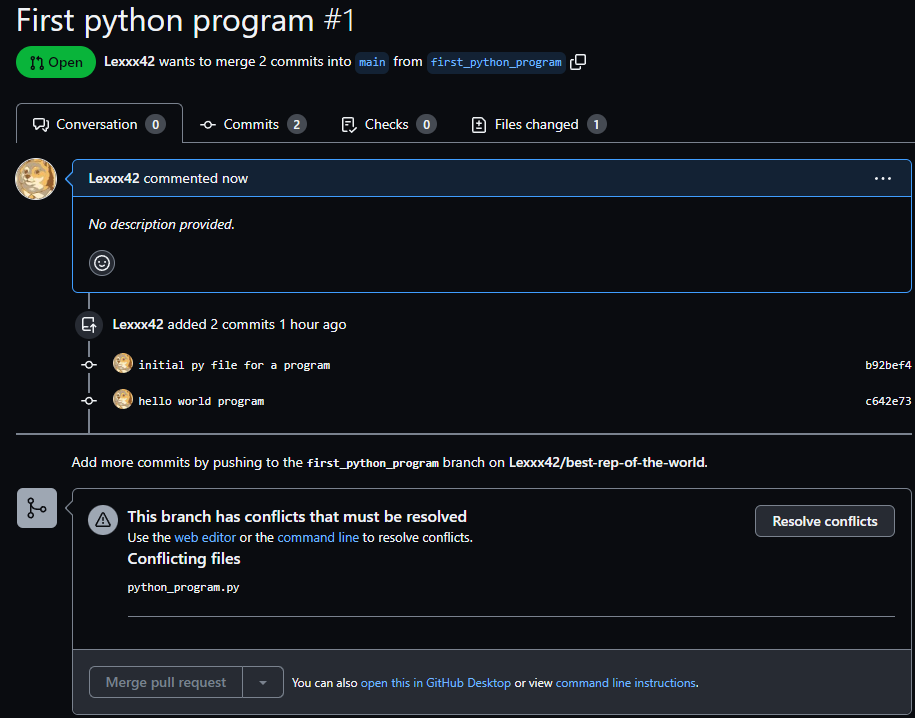 First python program #1
Open Lexxx42 wants to merge 2 commits into main from first_python_program
Conversation 0 Commits 2 Checks 0 Files changed 1
Lexxx42 commented now ...
No description provided.
Lexxx42 added 2 commits 1 hour ago
initial py file for a program b92bef4
hello world program c642e73
Add more commits by pushing to the first_python_program branch on Lexxx42/best-rep-of-the-world.
This branch has conflicts that must be resolved
Resolve conflicts
Use the web editor or the command line to resolve conflicts.
Conflicting files
python_program.py
Merge pull request You can also open this in GitHub Desktop or view command line instructions.